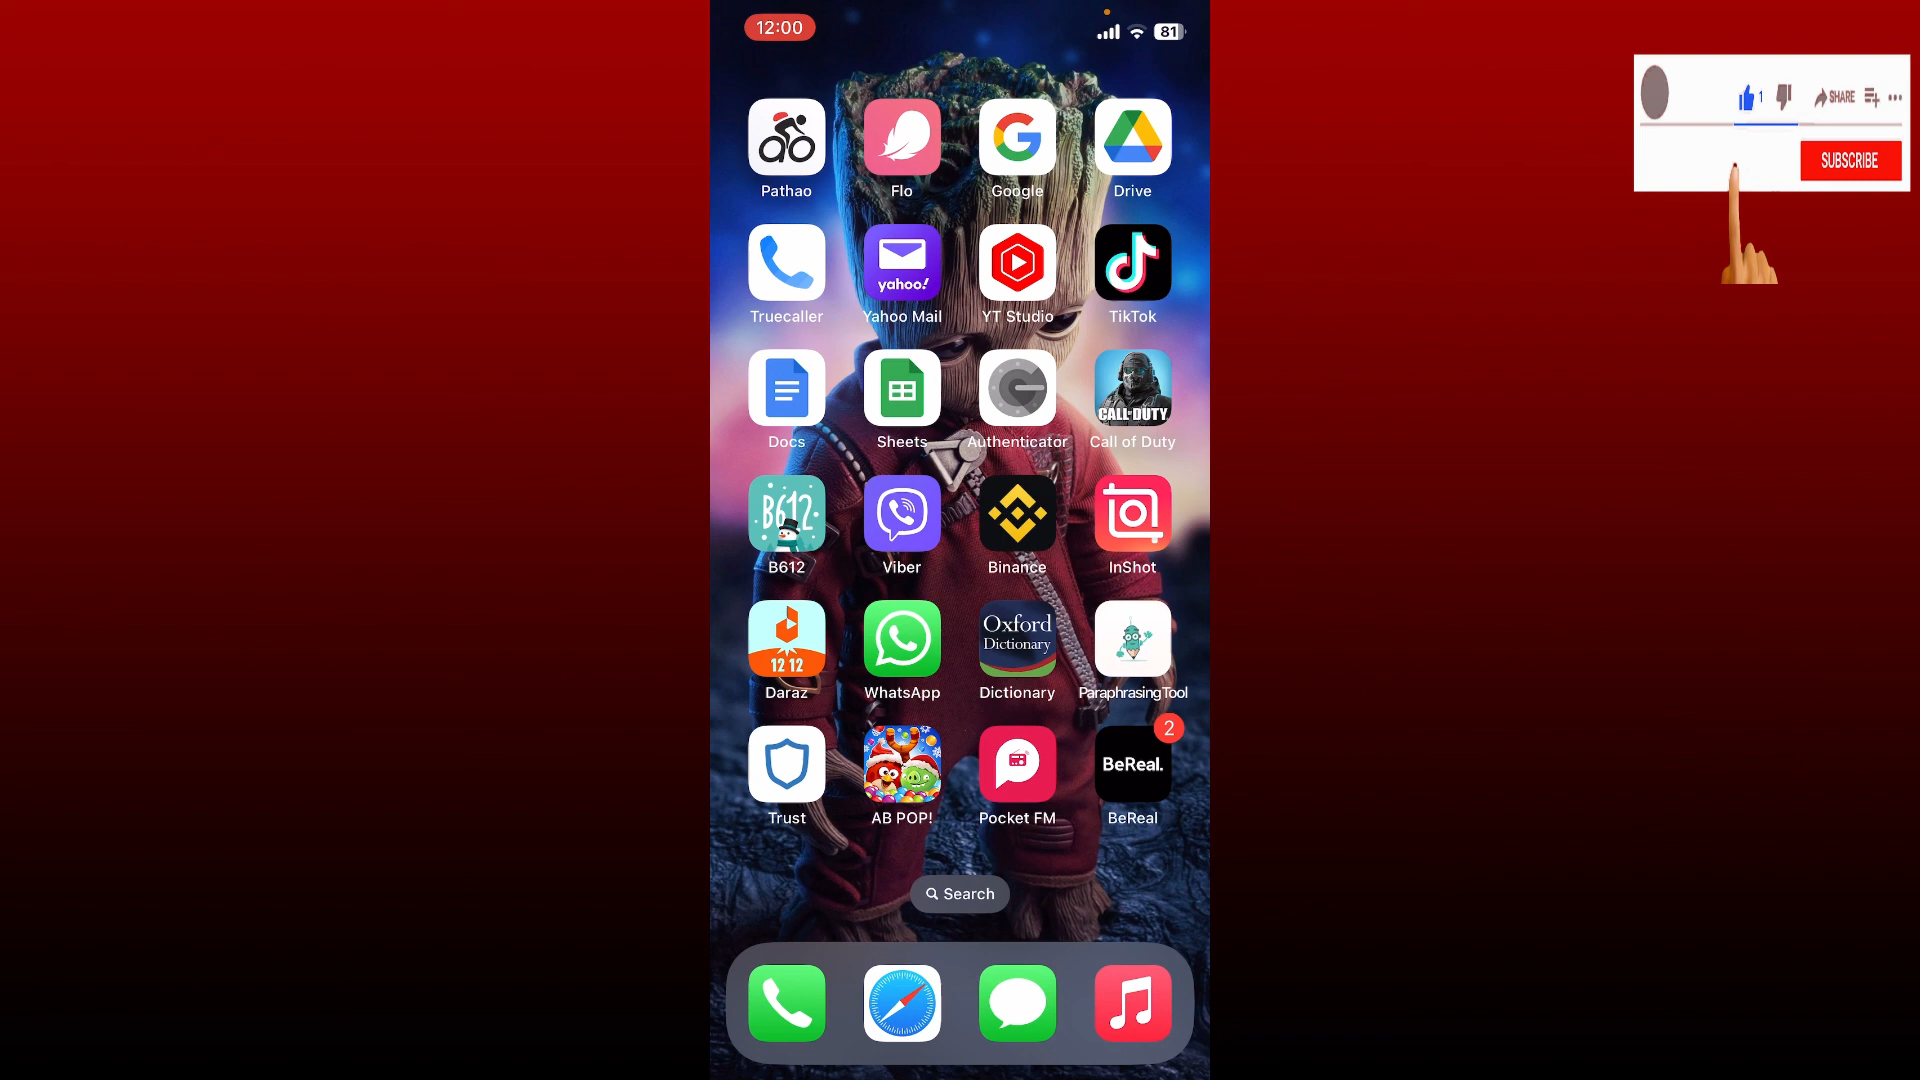 12:00
81
Pathao
Flo
Google
Drive
yahoo!
Truecaller
Yahoo Mail
YT Studio
TikTok
CALL OF DUTY
Docs
Sheets
Authenticator
Call of Duty
B612
B612
Viber
Binance
InShot
12 12
Oxford
Dictionary
Daraz
WhatsApp
Dictionary
ParaphrasingTool
2
BeReal.
Trust
AB POP!
Pocket FM
BeReal
Search
1
SHARE
SUBSCRIBE